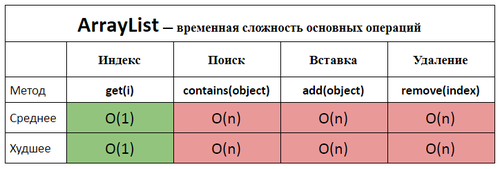 ArrayList — временная сложность основных операций
Индекс Поиск Вставка Удаление
Метод get(i) contains(object) add(object) remove(index)
Среднее O(1) O(n) O(n) O(n)
Худшее O(1) O(n) O(n) O(n)